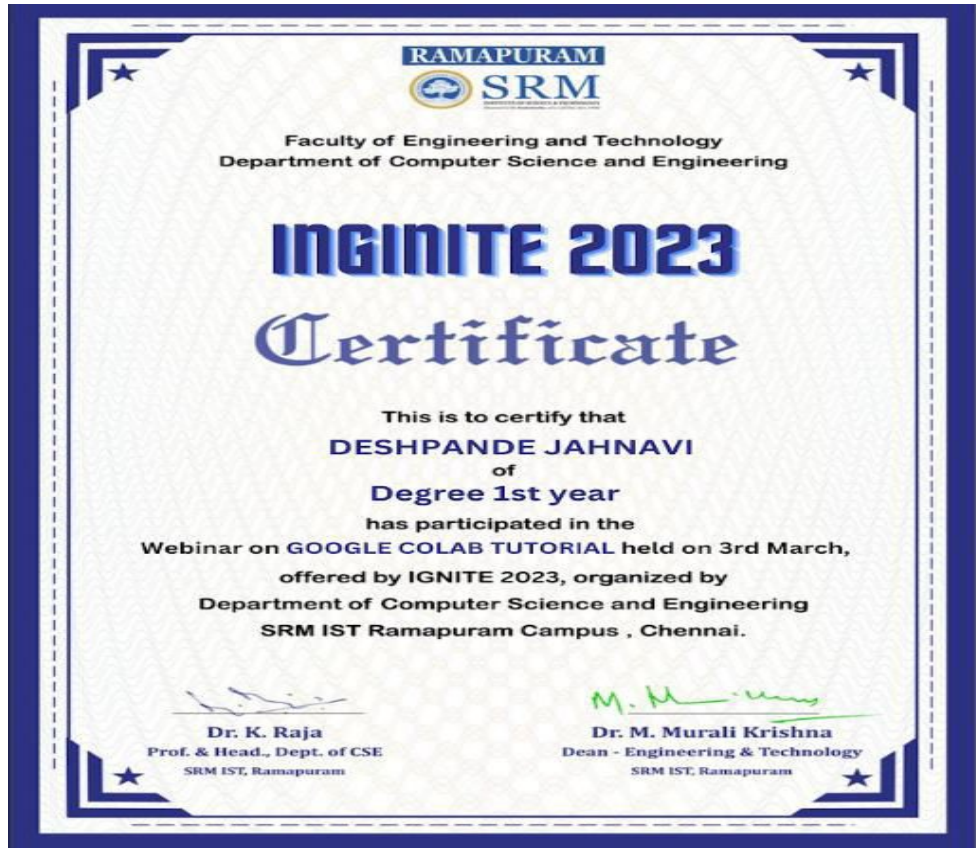 RAMAPURAM
SRM
Faculty of Engineering and Technology
Department of Computer Science and Engineering
INGINITE 2023
Certificate
This is to certify that
DESHPANDE JAHNAVI
of
Degree 1st year
has participated in the
Webinar on GOOGLE COLAB TUTORIAL held on 3rd March,
offered by IGNITE 2023, organized by
Department of Computer Science and Engineering
SRM IST Ramapuram Campus , Chennai.
Dr. K. Raja
Prof. & Head., Dept. of CSE
SRM IST, Ramapuram
Dr. M. Murali Krishna
Dean - Engineering & Technology
SRM IST, Ramapuram